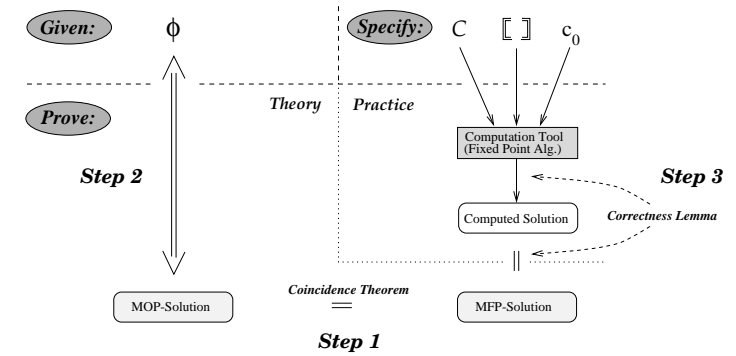 Given:
ϕ
Specify:
C
⟦ ⟧
c0
Theory
Practice
Prove:
Computation Tool
(Fixed Point Alg.)
Step 2
Step 3
Computed Solution
Correctness Lemma
Coincidence Theorem
MOP-Solution
=
MFP-Solution
Step 1